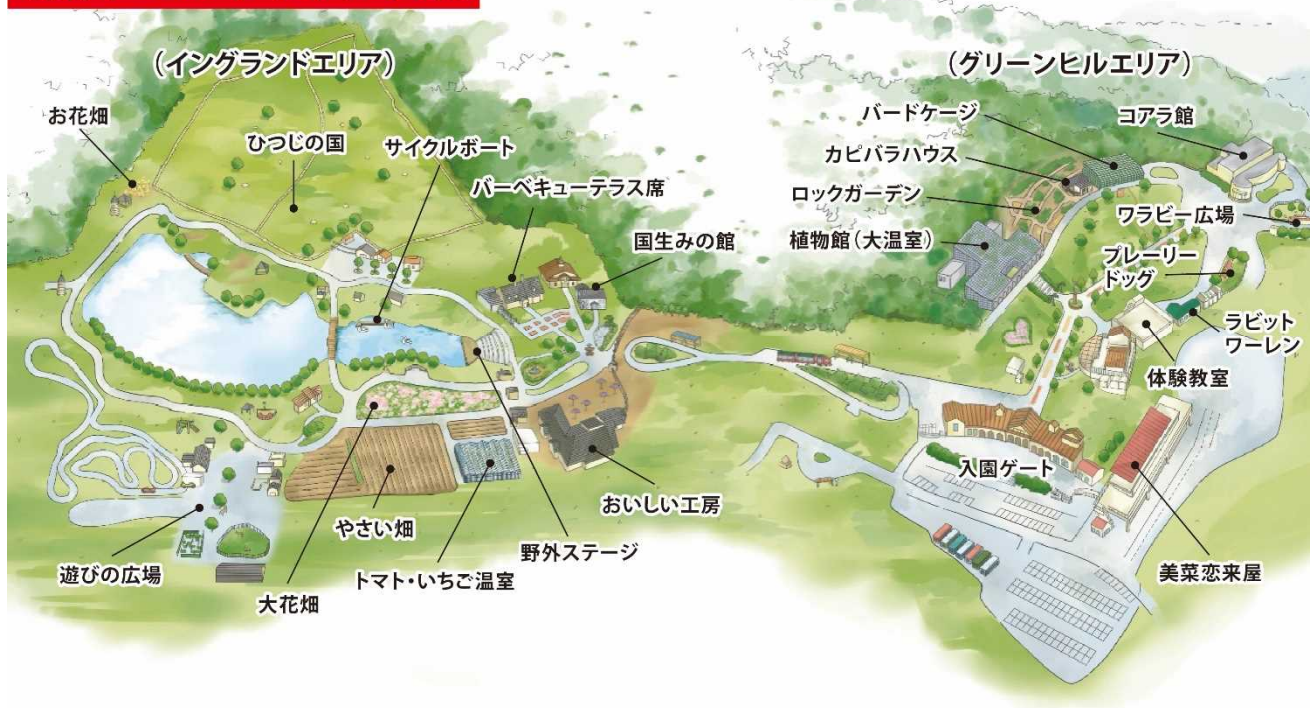 （イングランドエリア）
お花畑
ひつじの国
サイクルボート
バーベキューテラス席
国生みの館
やさい畑
おいしい工房
遊びの広場
大花畑
トマト・いちご温室
野外ステージ
（グリーンヒルエリア）
バードケージ
コアラ館
カピバラハウス
ロックガーデン
ワラビー広場
植物館（大温室）
プレーリー
ドッグ
ラビット
ワーレン
体験教室
入園ゲート
美菜恋来屋